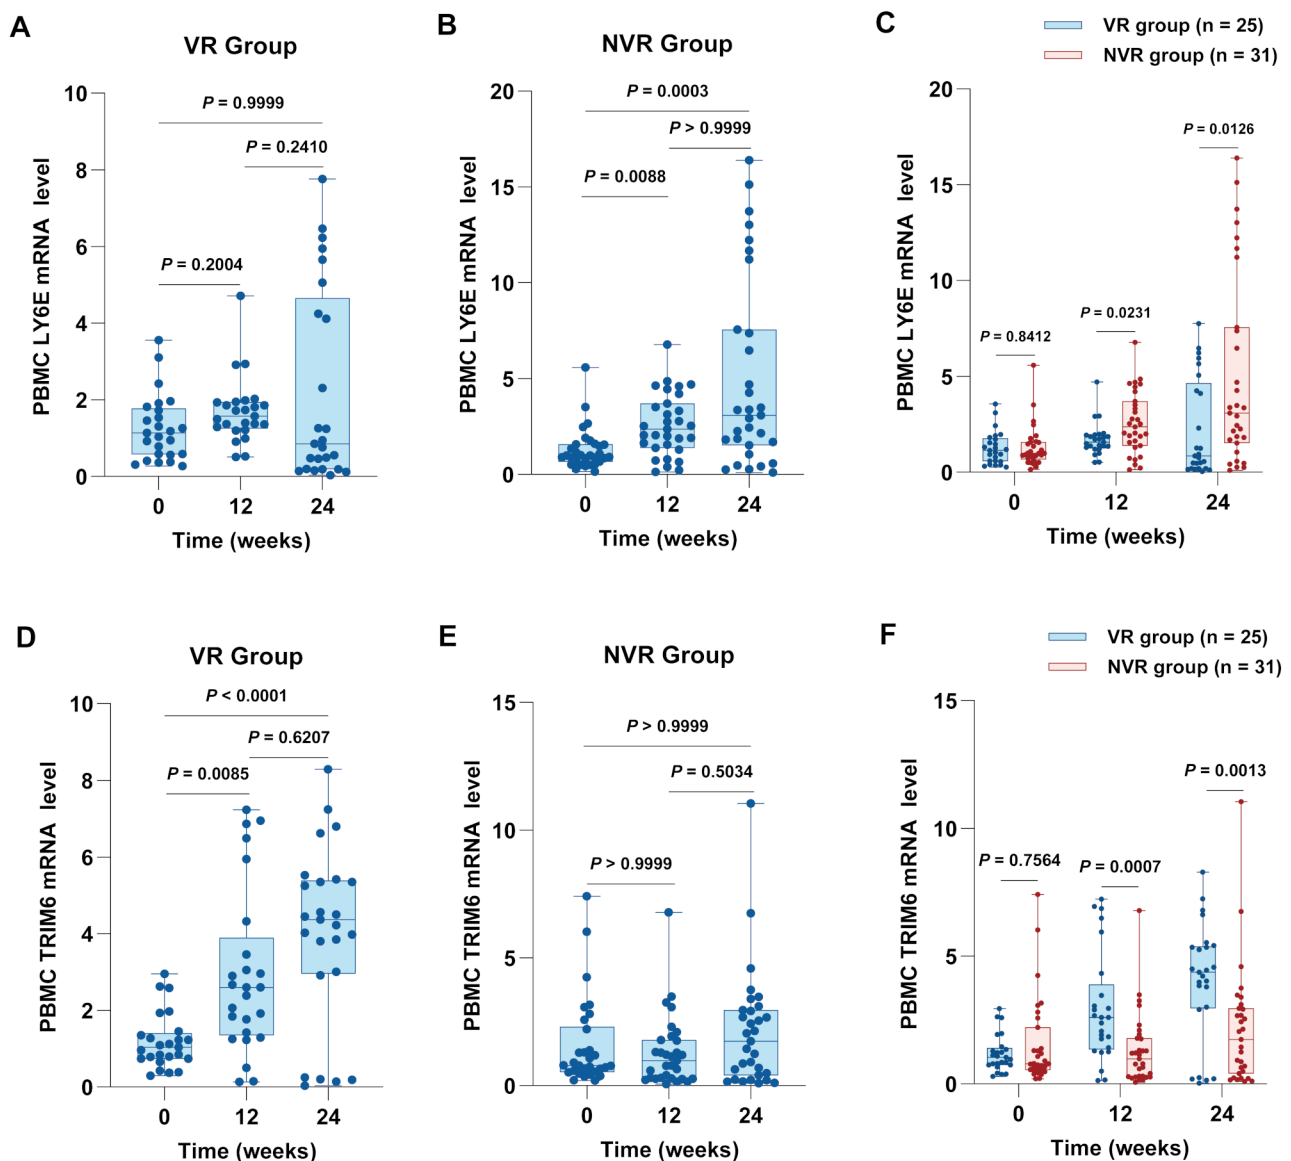 A
VR Group
PBMC LY6E mRNA level
10
8
6
4
2
0
P = 0.9999
P = 0.2410
P = 0.2004
0 12 24
Time (weeks)
B
NVR Group
PBMC LY6E mRNA level
20
15
10
5
0
P = 0.0003
P > 0.9999
P = 0.0088
0 12 24
Time (weeks)
C
VR group (n = 25)
NVR group (n = 31)
PBMC LY6E mRNA level
20
15
10
5
0
P = 0.0126
P = 0.0231
P = 0.8412
0 12 24
Time (weeks)
D
VR Group
PBMC TRIM6 mRNA level
10
8
6
4
2
0
P < 0.0001
P = 0.6207
P = 0.0085
0 12 24
Time (weeks)
E
NVR Group
PBMC TRIM6 mRNA level
15
10
5
0
P > 0.9999
P = 0.5034
P > 0.9999
0 12 24
Time (weeks)
F
VR group (n = 25)
NVR group (n = 31)
PBMC TRIM6 mRNA level
15
10
5
0
P = 0.0013
P = 0.7564
P = 0.0007
0 12 24
Time (weeks)